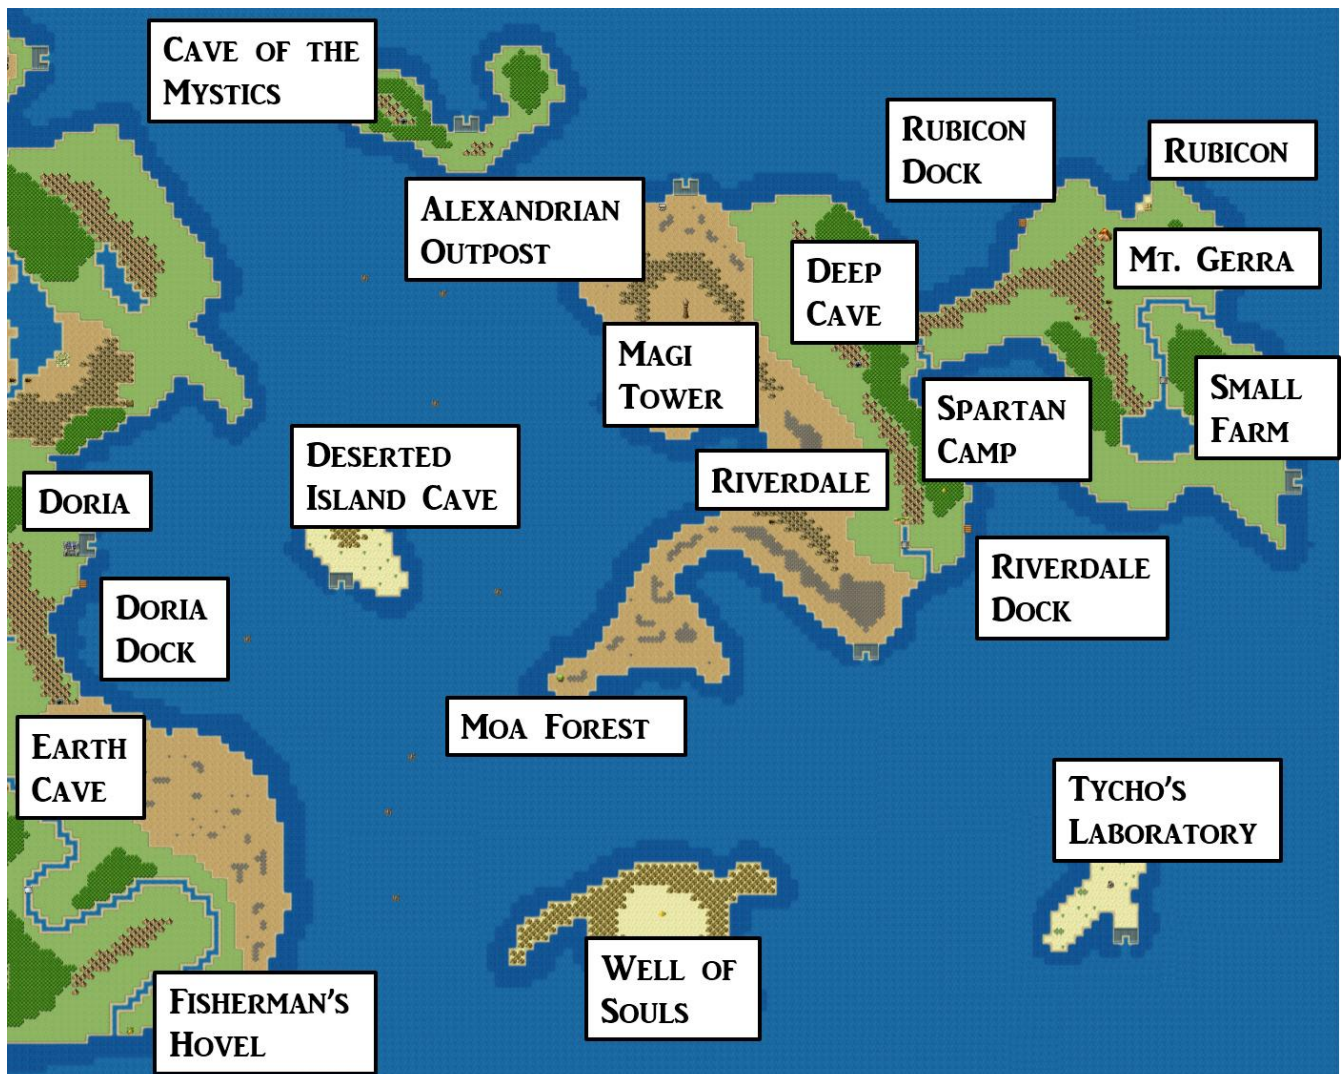 Cave of the
Mystics
Rubicon
Dock
Rubicon
Alexandrian
Outpost
Deep
Cave
Mt. Gerra
Magi
Tower
Small
Farm
Spartan
Camp
Deserted
Island Cave
Riverdale
Doria
Riverdale
Dock
Doria
Dock
Moa Forest
Earth
Cave
Tycho's
Laboratory
Well of
Souls
Fisherman's
Hovel